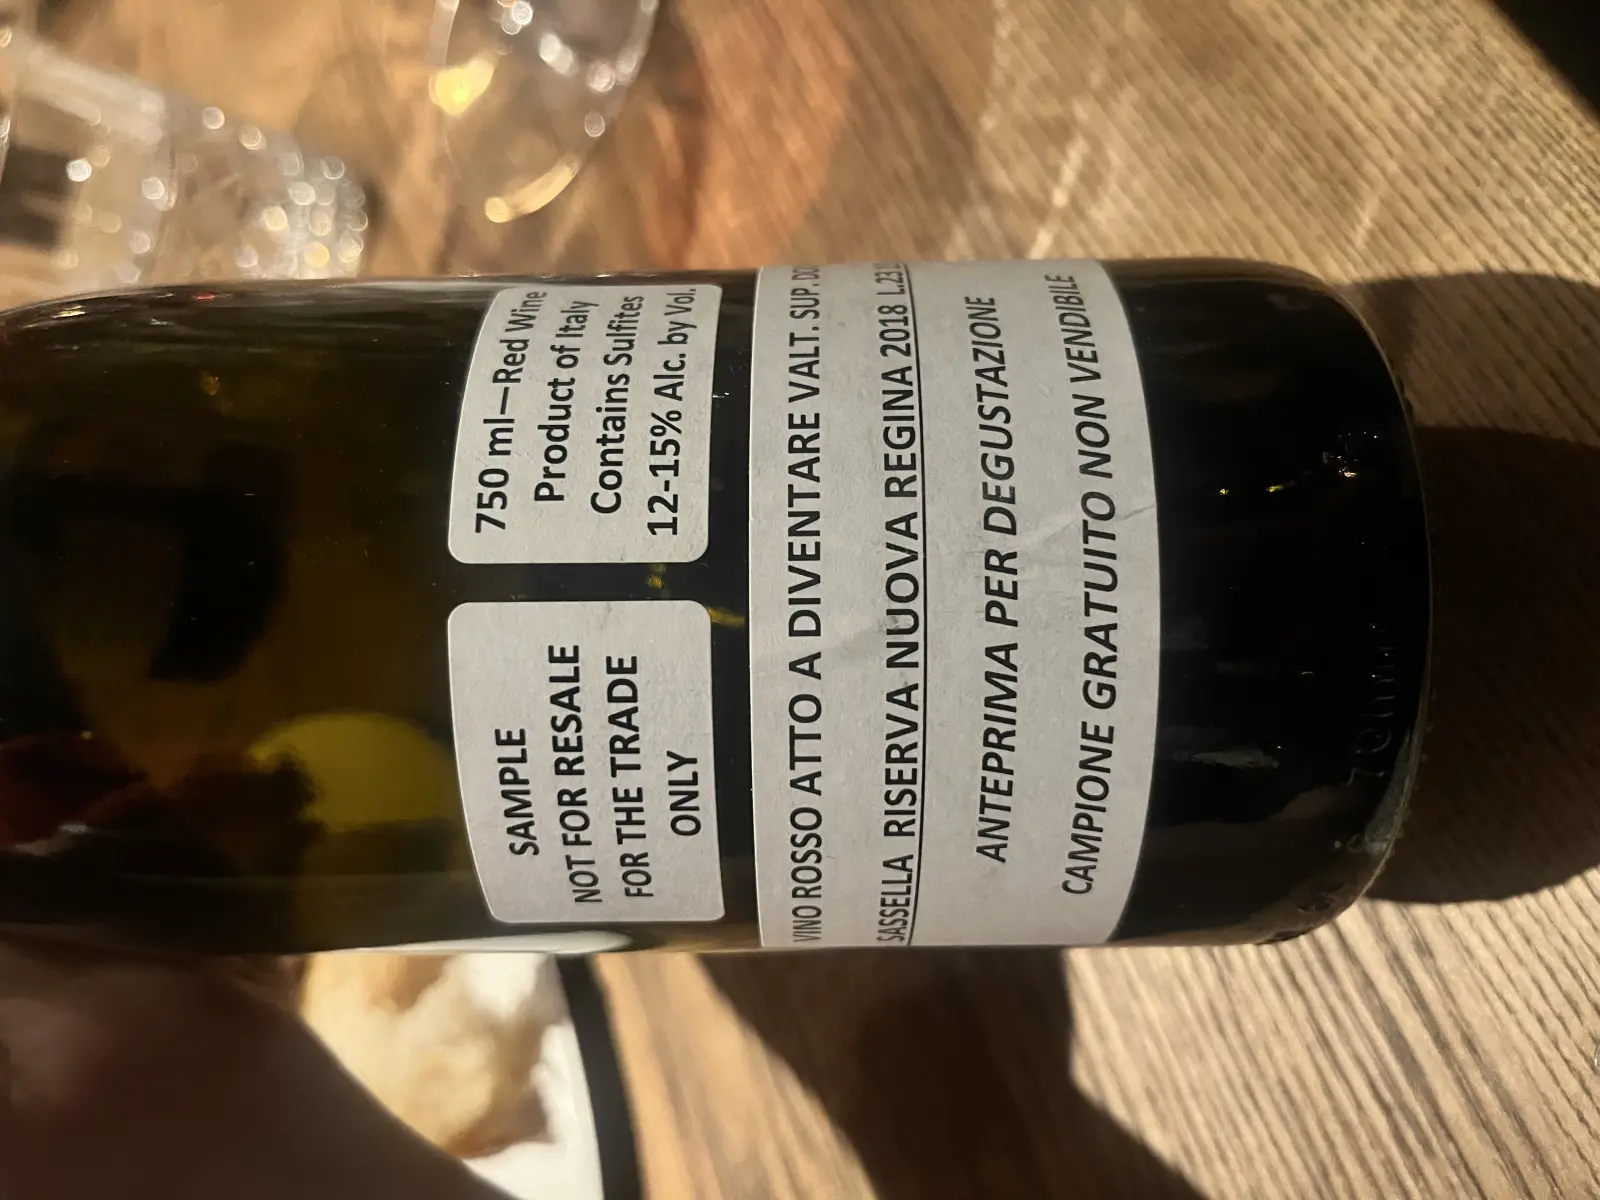 750 ml—Red Wine
Product of Italy
Contains Sulfites
12-15% Alc. by Vol.
SAMPLE
NOT FOR RESALE
FOR THE TRADE
ONLY
VINO ROSSO ATTO A DIVENTARE VALT. SUP.
SASSELLA RISERVA NUOVA REGINA 2018
ANTEPRIMA PER DEGUSTAZIONE
CAMPIONE GRATUITO NON VENDIBILE